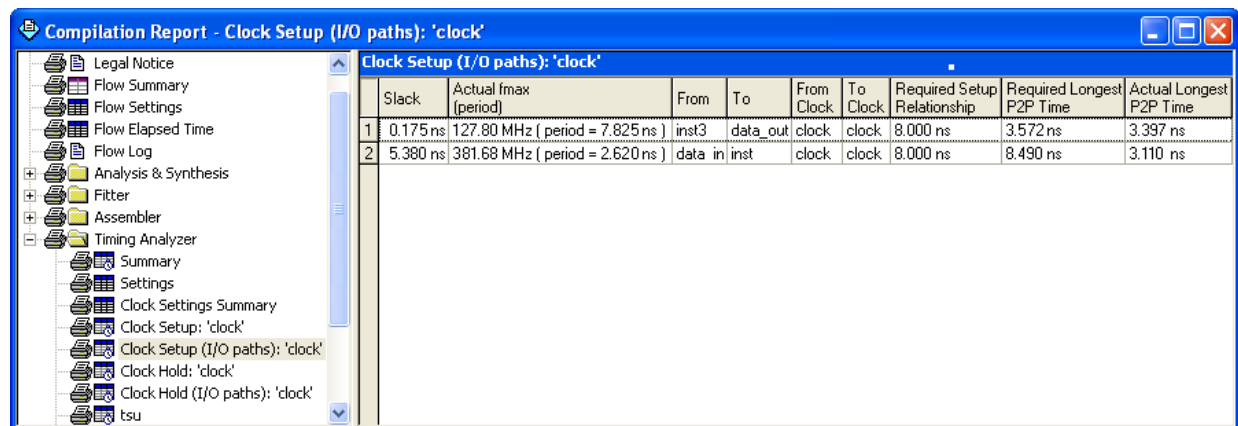 Compilation Report - Clock Setup (I/O paths): 'clock'
Legal Notice
Flow Summary
Flow Settings
Flow Elapsed Time
Flow Log
Analysis & Synthesis
Fitter
Assembler
Timing Analyzer
Summary
Settings
Clock Settings Summary
Clock Setup: 'clock'
Clock Setup (I/O paths): 'clock'
Clock Hold: 'clock'
Clock Hold (I/O paths): 'clock'
tsu
Clock Setup (I/O paths): 'clock'
Slack Actual fmax (period) From To From Clock To Clock Required Setup Relationship Required Longest P2P Time Actual Longest P2P Time
1 0.175 ns 127.80 MHz ( period = 7.825 ns ) inst3 data_out clock clock 8.000 ns 3.572 ns 3.397 ns
2 5.380 ns 381.68 MHz ( period = 2.620 ns ) data in inst clock clock 8.000 ns 8.490 ns 3.110 ns